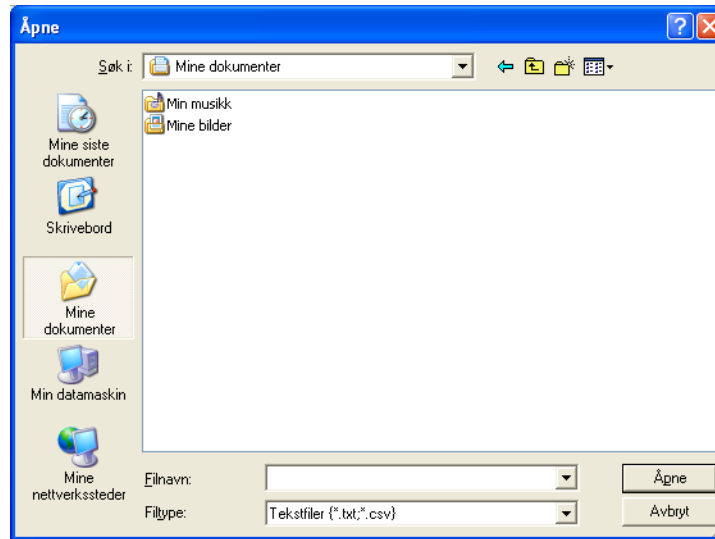 Åpne
Søk i: Mine dokumenter
Min musikk
Mine bilder
Mine siste
dokumenter
Skrivebord
Mine
dokumenter
Min datamaskin
Mine
nettverkssteder
Filnavn:
Åpne
Filtype: Tekstfiler {*.txt;*.csv}
Avbryt